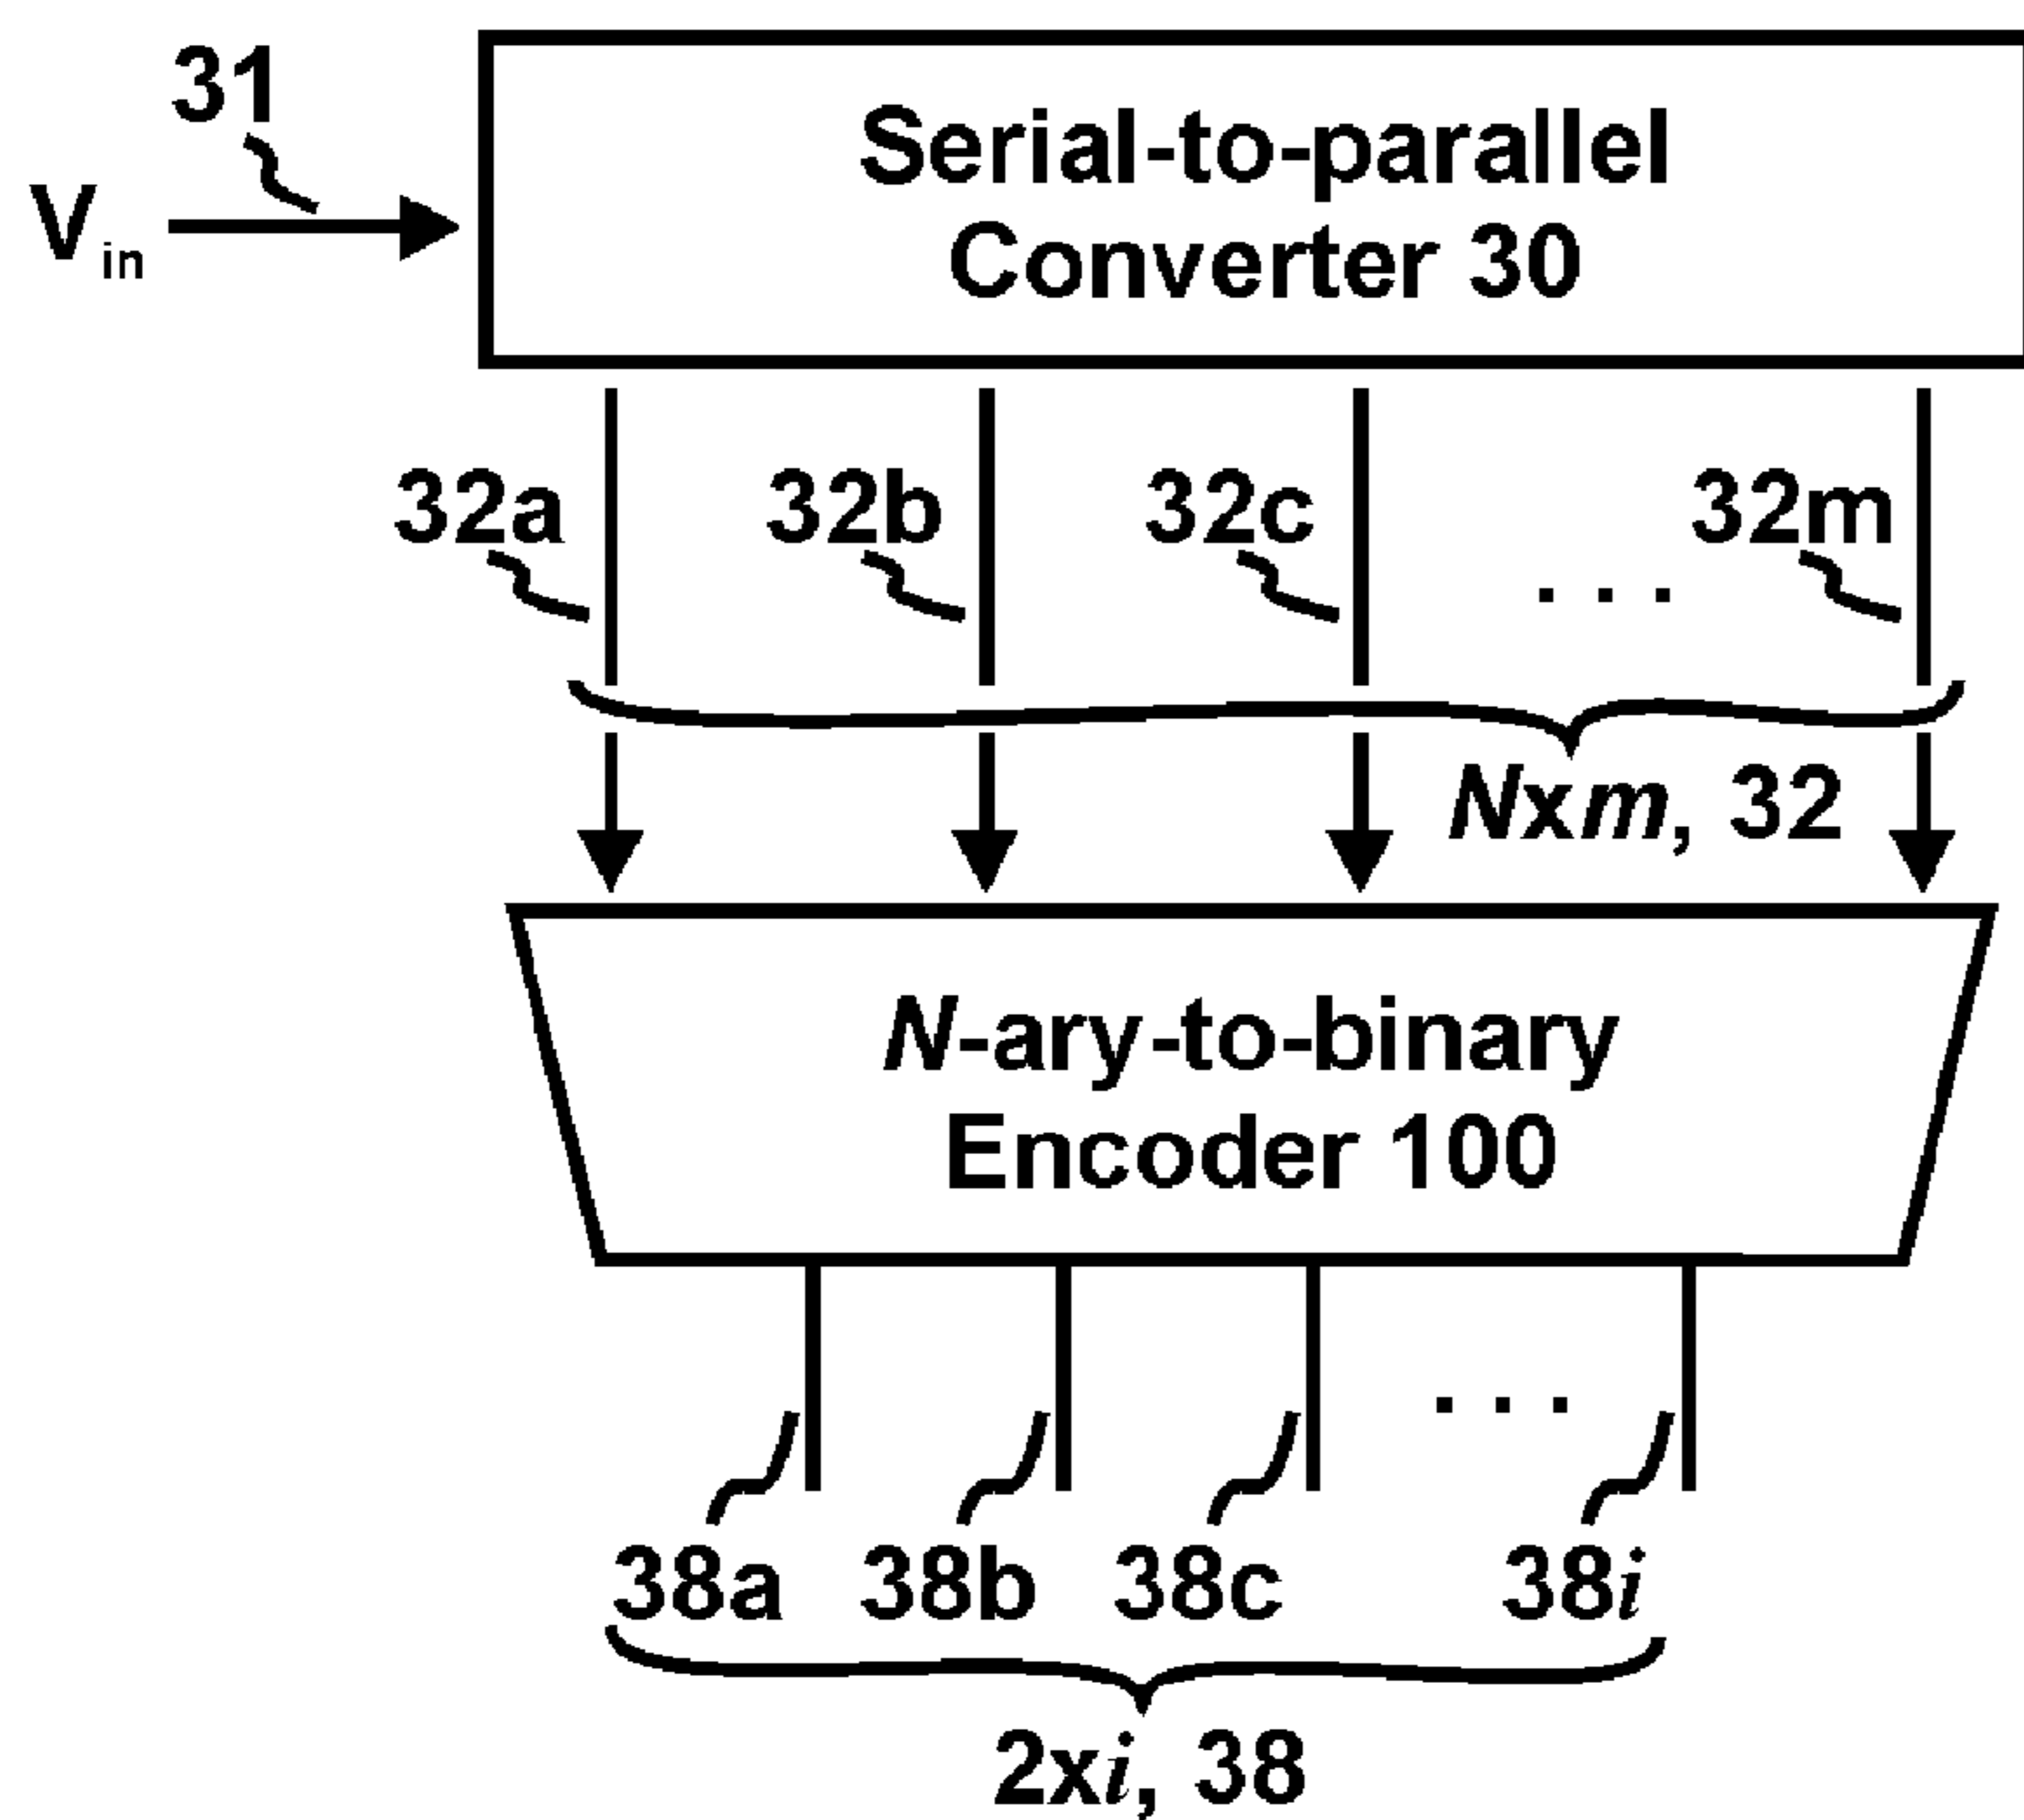 31
Vin
Serial-to-parallel
Converter 30
32a 32b 32c ... 32m
Nxm, 32
N-ary-to-binary
Encoder 100
...
38a 38b 38c 38i
2xi, 38